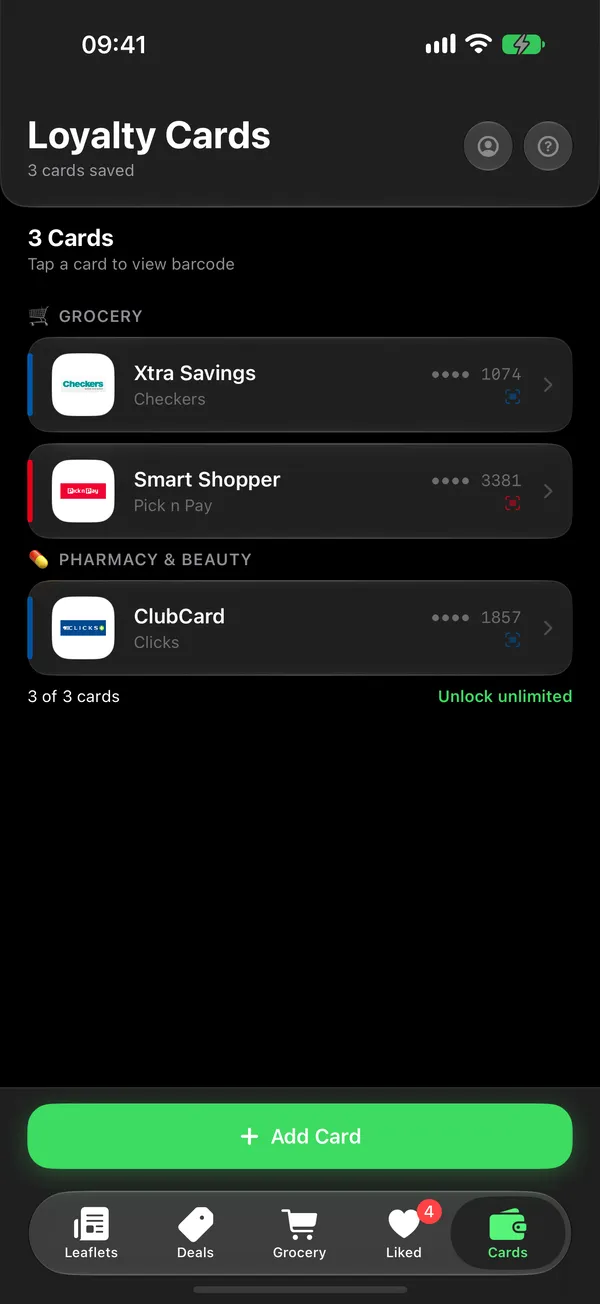 09:41
Loyalty Cards
3 cards saved
3 Cards
Tap a card to view barcode
GROCERY
Checkers
Xtra Savings
Checkers
•••• 1074
Pick n Pay
Smart Shopper
Pick n Pay
•••• 3381
PHARMACY & BEAUTY
CLICKS
ClubCard
Clicks
•••• 1857
3 of 3 cards
Unlock unlimited
+ Add Card
4
Leaflets
Deals
Grocery
Liked
Cards